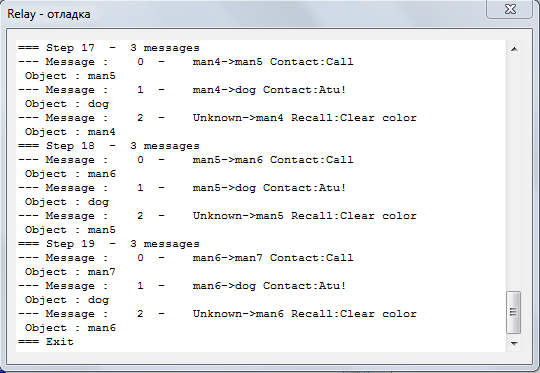 Relay - отладка
=== Step 17  -  3 messages
--- Message :    0  -    man4->man5 Contact:Call
 Object : man5
--- Message :    1  -    man4->dog Contact:Atu!
 Object : dog
--- Message :    2  -    Unknown->man4 Recall:Clear color
 Object : man4
=== Step 18  -  3 messages
--- Message :    0  -    man5->man6 Contact:Call
 Object : man6
--- Message :    1  -    man5->dog Contact:Atu!
 Object : dog
--- Message :    2  -    Unknown->man5 Recall:Clear color
 Object : man5
=== Step 19  -  3 messages
--- Message :    0  -    man6->man7 Contact:Call
 Object : man7
--- Message :    1  -    man6->dog Contact:Atu!
 Object : dog
--- Message :    2  -    Unknown->man6 Recall:Clear color
 Object : man6
=== Exit